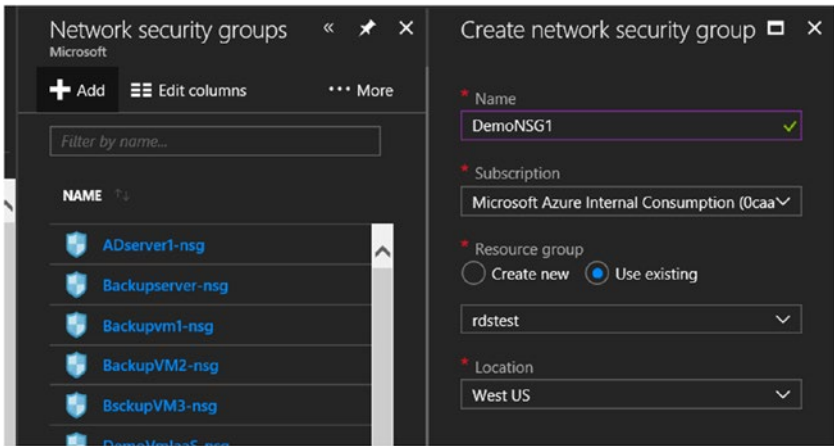 Network security groups
Microsoft
Add Edit columns ••• More
Filter by name...
NAME
ADserver1-nsg
Backupserver-nsg
Backupvm1-nsg
BackupVM2-nsg
BsckupVM3-nsg
DemoVmIaaS-nsg
Create network security group
* Name
DemoNSG1
* Subscription
Microsoft Azure Internal Consumption (0caa
* Resource group
Create new Use existing
rdstest
* Location
West US